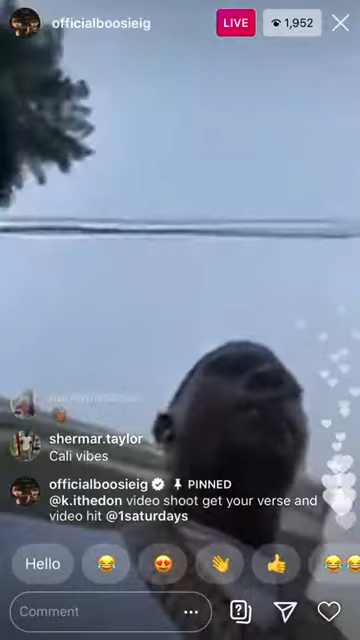 officialboosieig
LIVE
1,952
shermar.taylor
Cali vibes
officialboosieig PINNED
@k.ithedon video shoot get your verse and
video hit @1saturdays
Hello
Comment